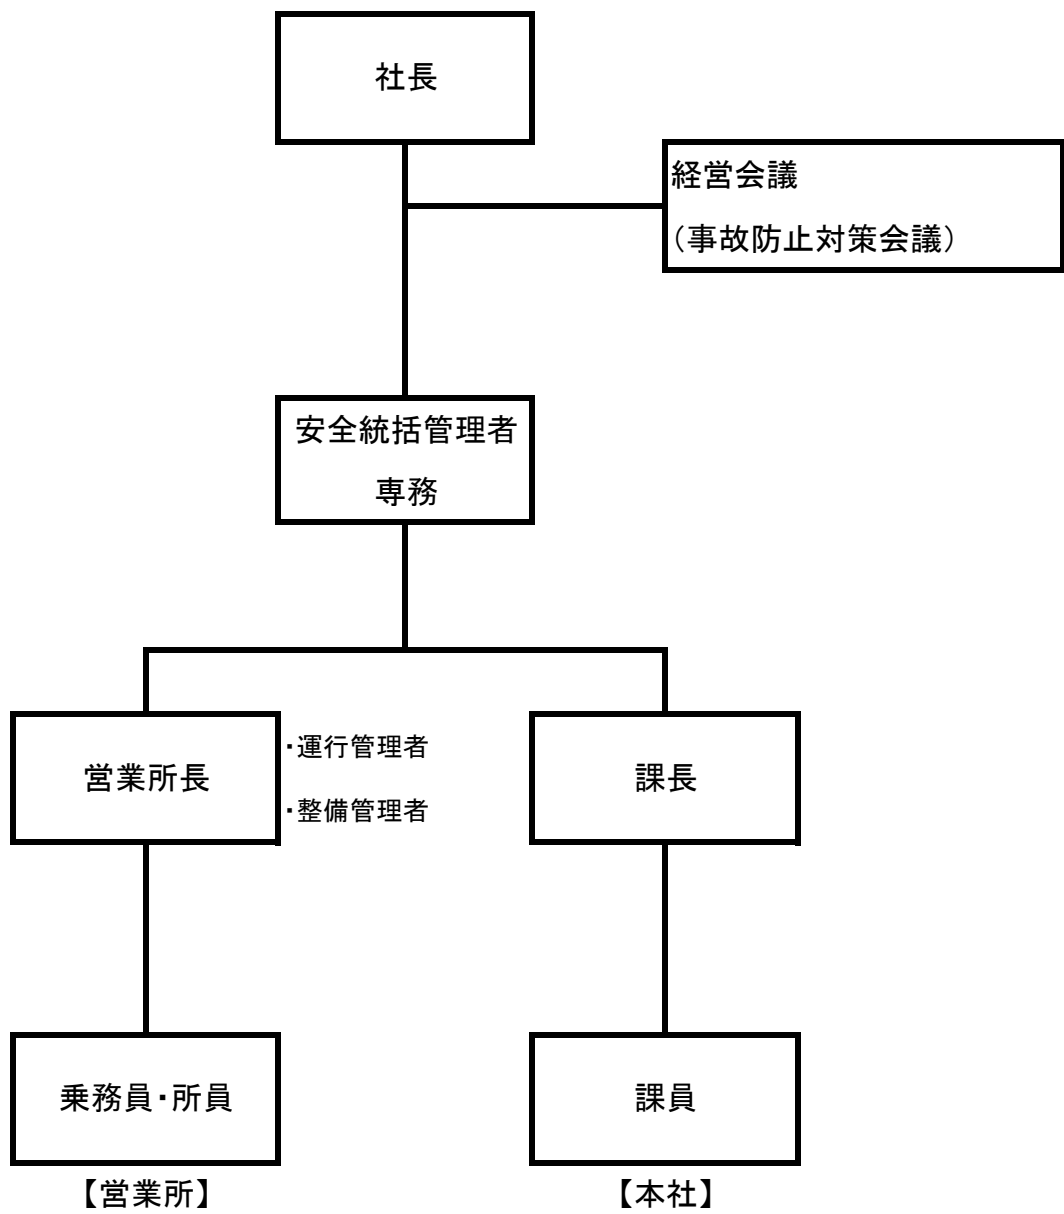 社長
経営会議
(事故防止対策会議)
安全統括管理者
専務
営業所長
・運行管理者
・整備管理者
課長
乗務員・所員
課員
【営業所】
【本社】